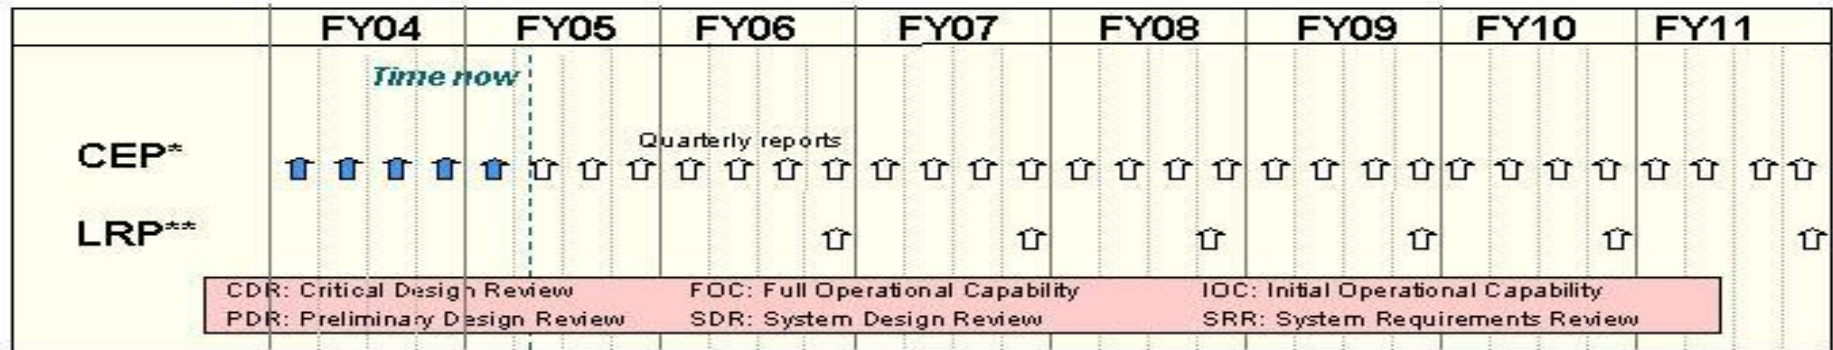 FY04 FY05 FY06 FY07 FY08 FY09 FY10 FY11
Time now
Quarterly reports
CEP*
LRP**
CDR: Critical Design Review FOC: Full Operational Capability IOC: Initial Operational Capability
PDR: Preliminary Design Review SDR: System Design Review SRR: System Requirements Review